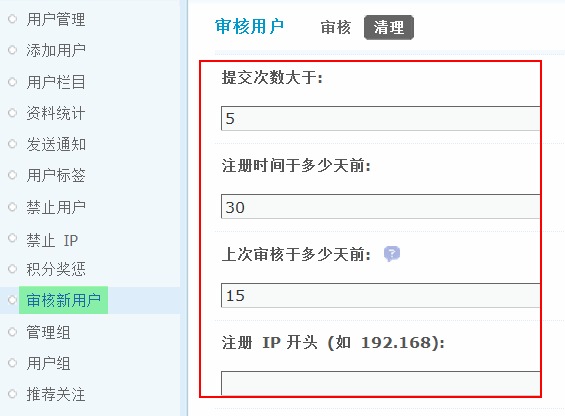 用户管理
添加用户
用户栏目
资料统计
发送通知
用户标签
禁止用户
禁止 IP
积分奖惩
审核新用户
管理组
用户组
推荐关注
审核用户 审核 清理
提交次数大于:
5
注册时间于多少天前:
30
上次审核于多少天前: ?
15
注册 IP 开头 (如 192.168):